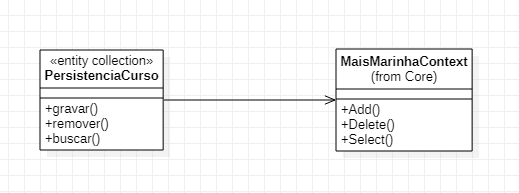 «entity collection»
PersistenciaCurso
+gravar()
+remover()
+buscar()
MaisMarinhaContext
(from Core)
+Add()
+Delete()
+Select()